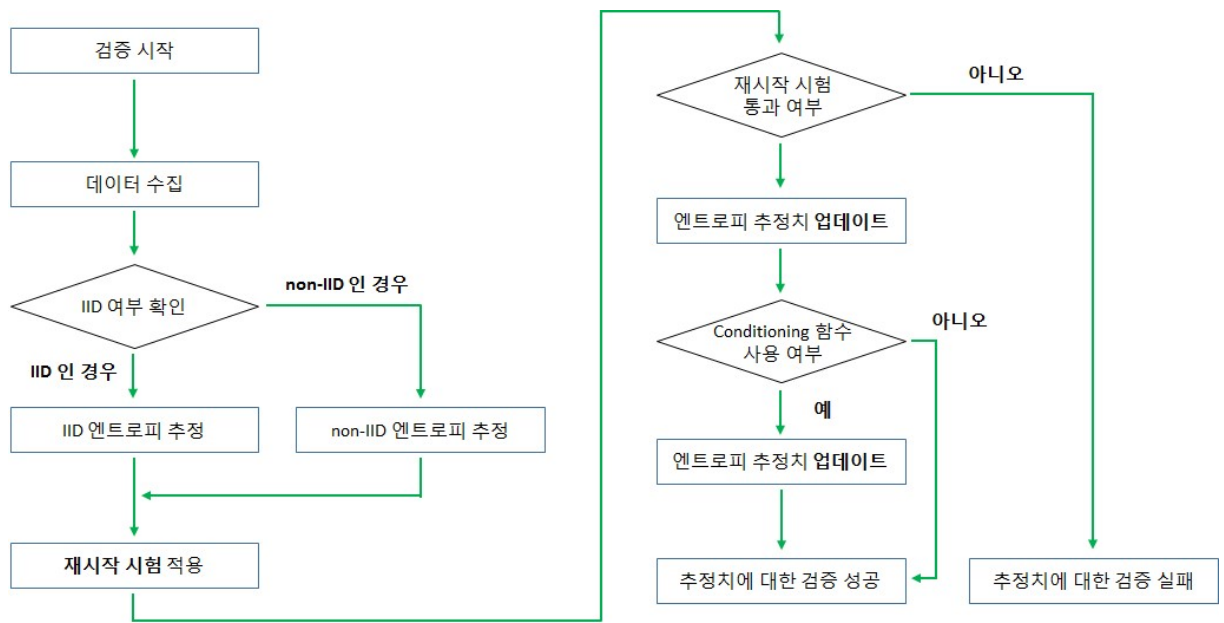 검증 시작
데이터 수집
IID 여부 확인
non-IID 인 경우
IID 인 경우
IID 엔트로피 추정
non-IID 엔트로피 추정
재시작 시험 적용
재시작 시험
통과 여부
아니오
엔트로피 추정치 업데이트
Conditioning 함수
사용 여부
아니오
예
엔트로피 추정치 업데이트
추정치에 대한 검증 성공
추정치에 대한 검증 실패